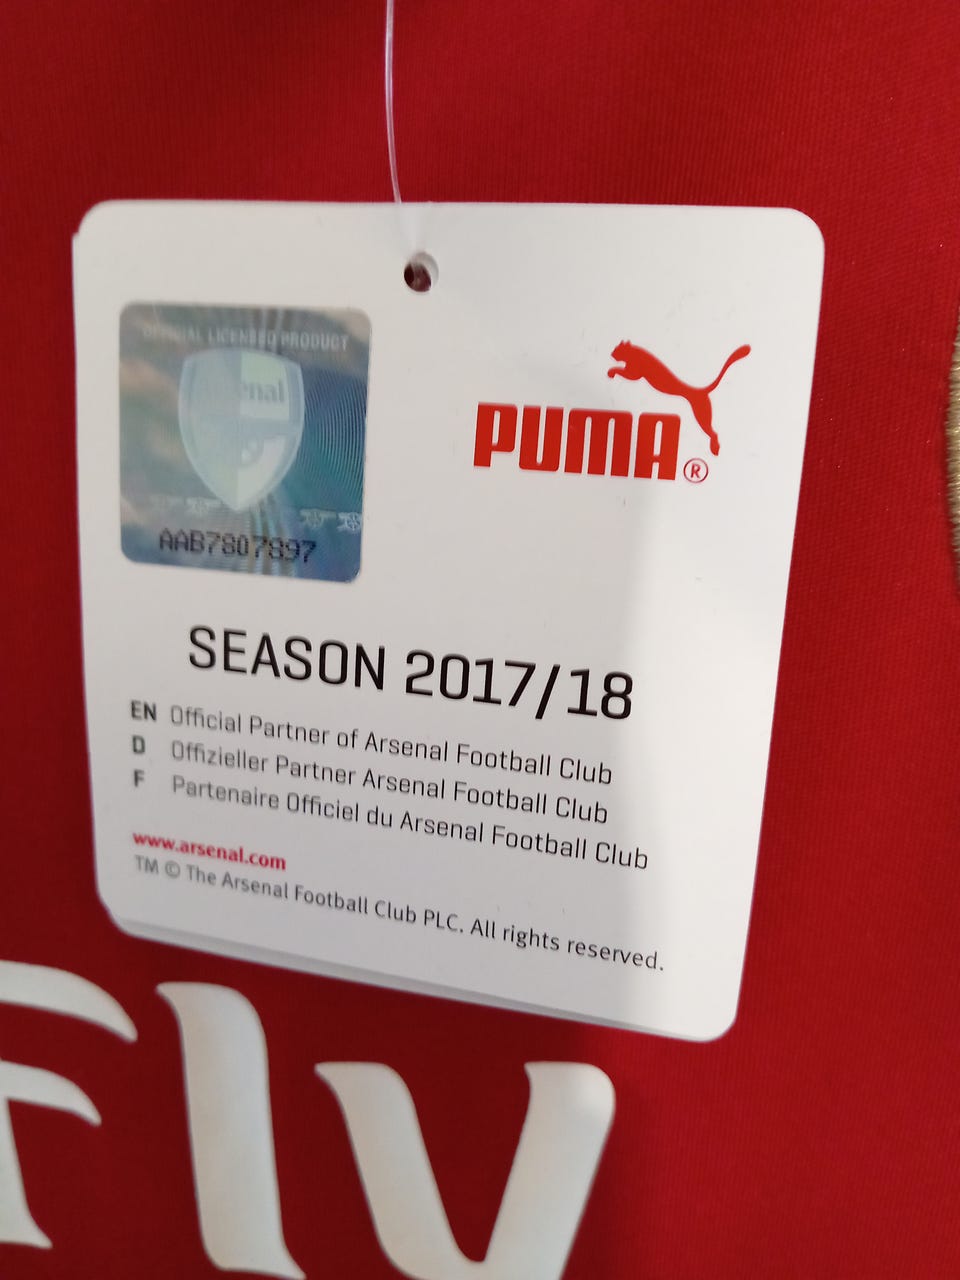 OFFICIAL LICENSED PRODUCT
Arsenal
AAB7807897
PUMA®
SEASON 2017/18
EN Official Partner of Arsenal Football Club
D Offizieller Partner Arsenal Football Club
F Partenaire Officiel du Arsenal Football Club
www.arsenal.com
TM © The Arsenal Football Club PLC. All rights reserved.
Fly